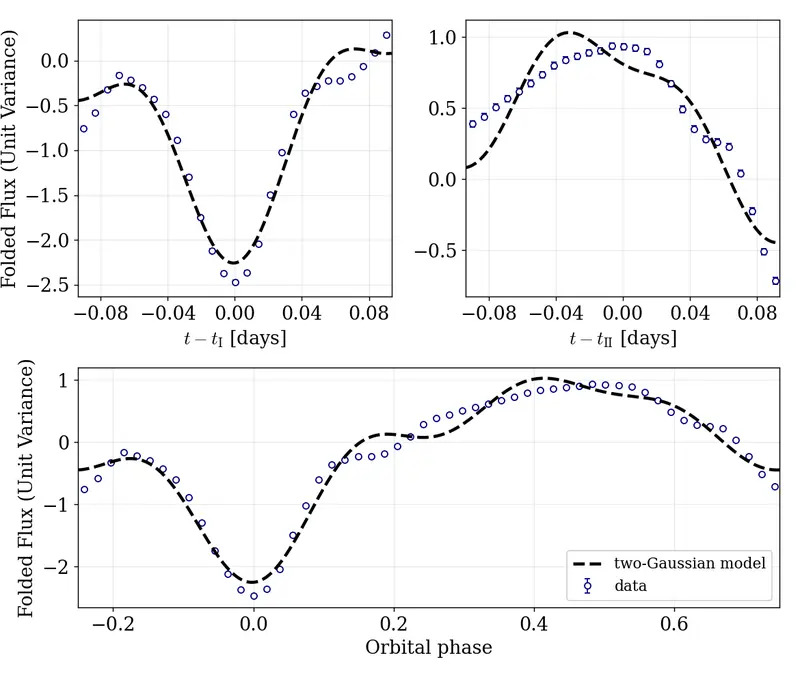 Folded Flux (Unit Variance)
0.0
−0.5
−1.0
−1.5
−2.0
−2.5
−0.08 −0.04 0.00 0.04 0.08
t − tI [days]
1.0
0.5
0.0
−0.5
−0.08 −0.04 0.00 0.04 0.08
t − tII [days]
Folded Flux (Unit Variance)
1
0
−1
−2
two-Gaussian model
data
−0.2 0.0 0.2 0.4 0.6
Orbital phase